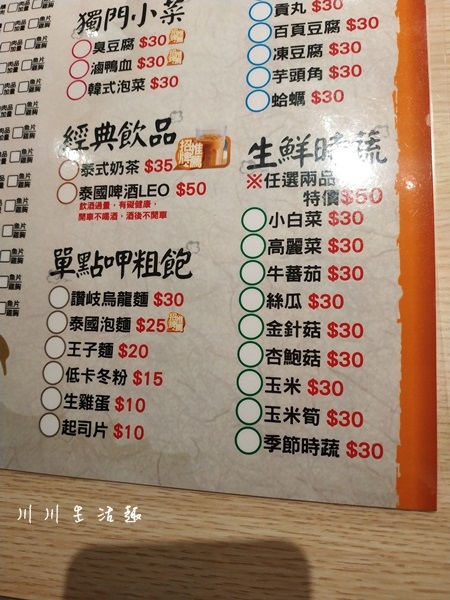 獨門小菜
臭豆腐 $30
滷鴨血 $30
韓式泡菜 $30
經典飲品
泰式奶茶 $35
泰國啤酒LEO $50
飲酒過量,有礙健康,
開車不喝酒,酒後不開車
單點呷粗飽
讚岐烏龍麵 $30
泰國泡麵 $25
王子麵 $20
低卡冬粉 $15
生雞蛋 $10
起司片 $10
貢丸 $30
百頁豆腐 $30
凍豆腐 $30
芋頭角 $30
蛤蠣 $30
生鮮時蔬
※任選兩品
特價$50
小白菜 $30
高麗菜 $30
牛蕃茄 $30
絲瓜 $30
金針菇 $30
杏鮑菇 $30
玉米 $30
玉米筍 $30
季節時蔬 $30
川川生活趣